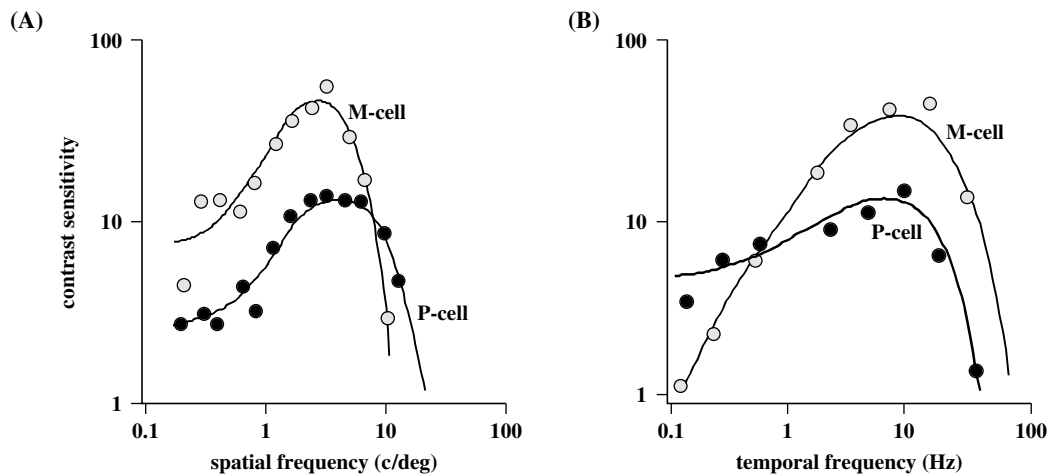 (A)
100
10
1
0.1
1
10
100
contrast sensitivity
spatial frequency (c/deg)
M-cell
P-cell
(B)
100
10
1
0.1
1
10
100
temporal frequency (Hz)
M-cell
P-cell